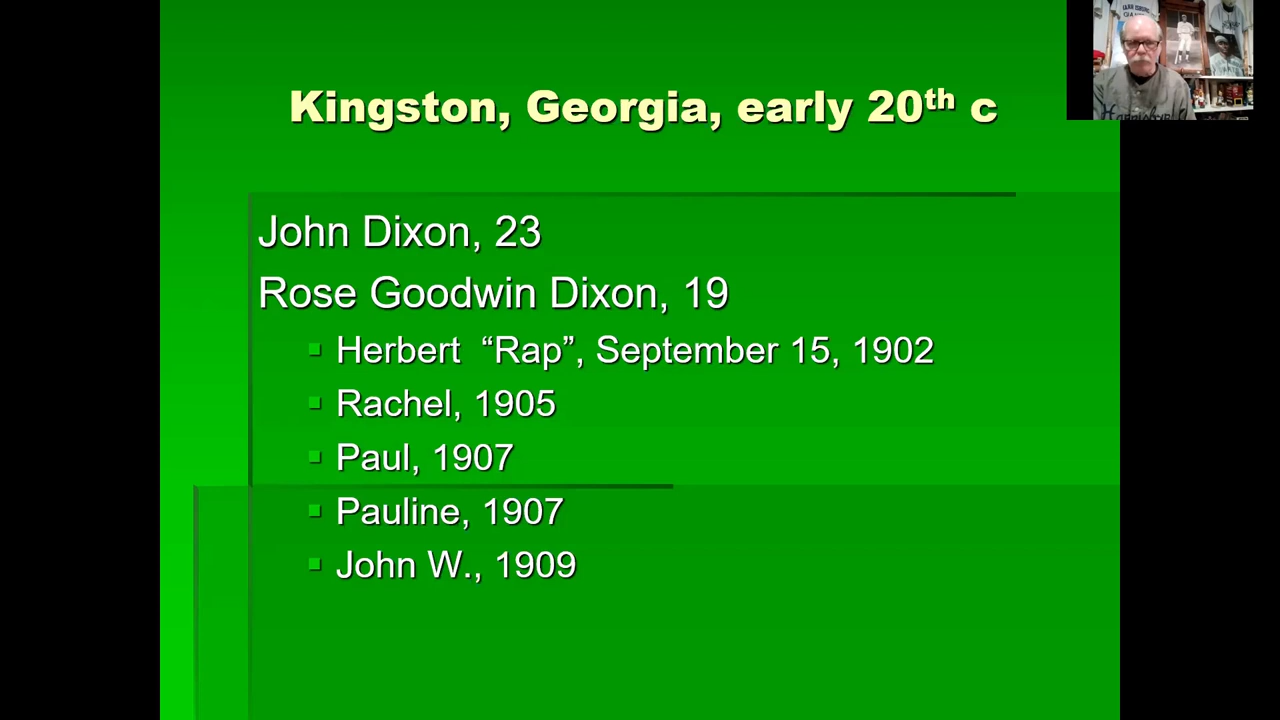 Kingston, Georgia, early 20th c
John Dixon, 23
Rose Goodwin Dixon, 19
Herbert “Rap”, September 15, 1902
Rachel, 1905
Paul, 1907
Pauline, 1907
John W., 1909